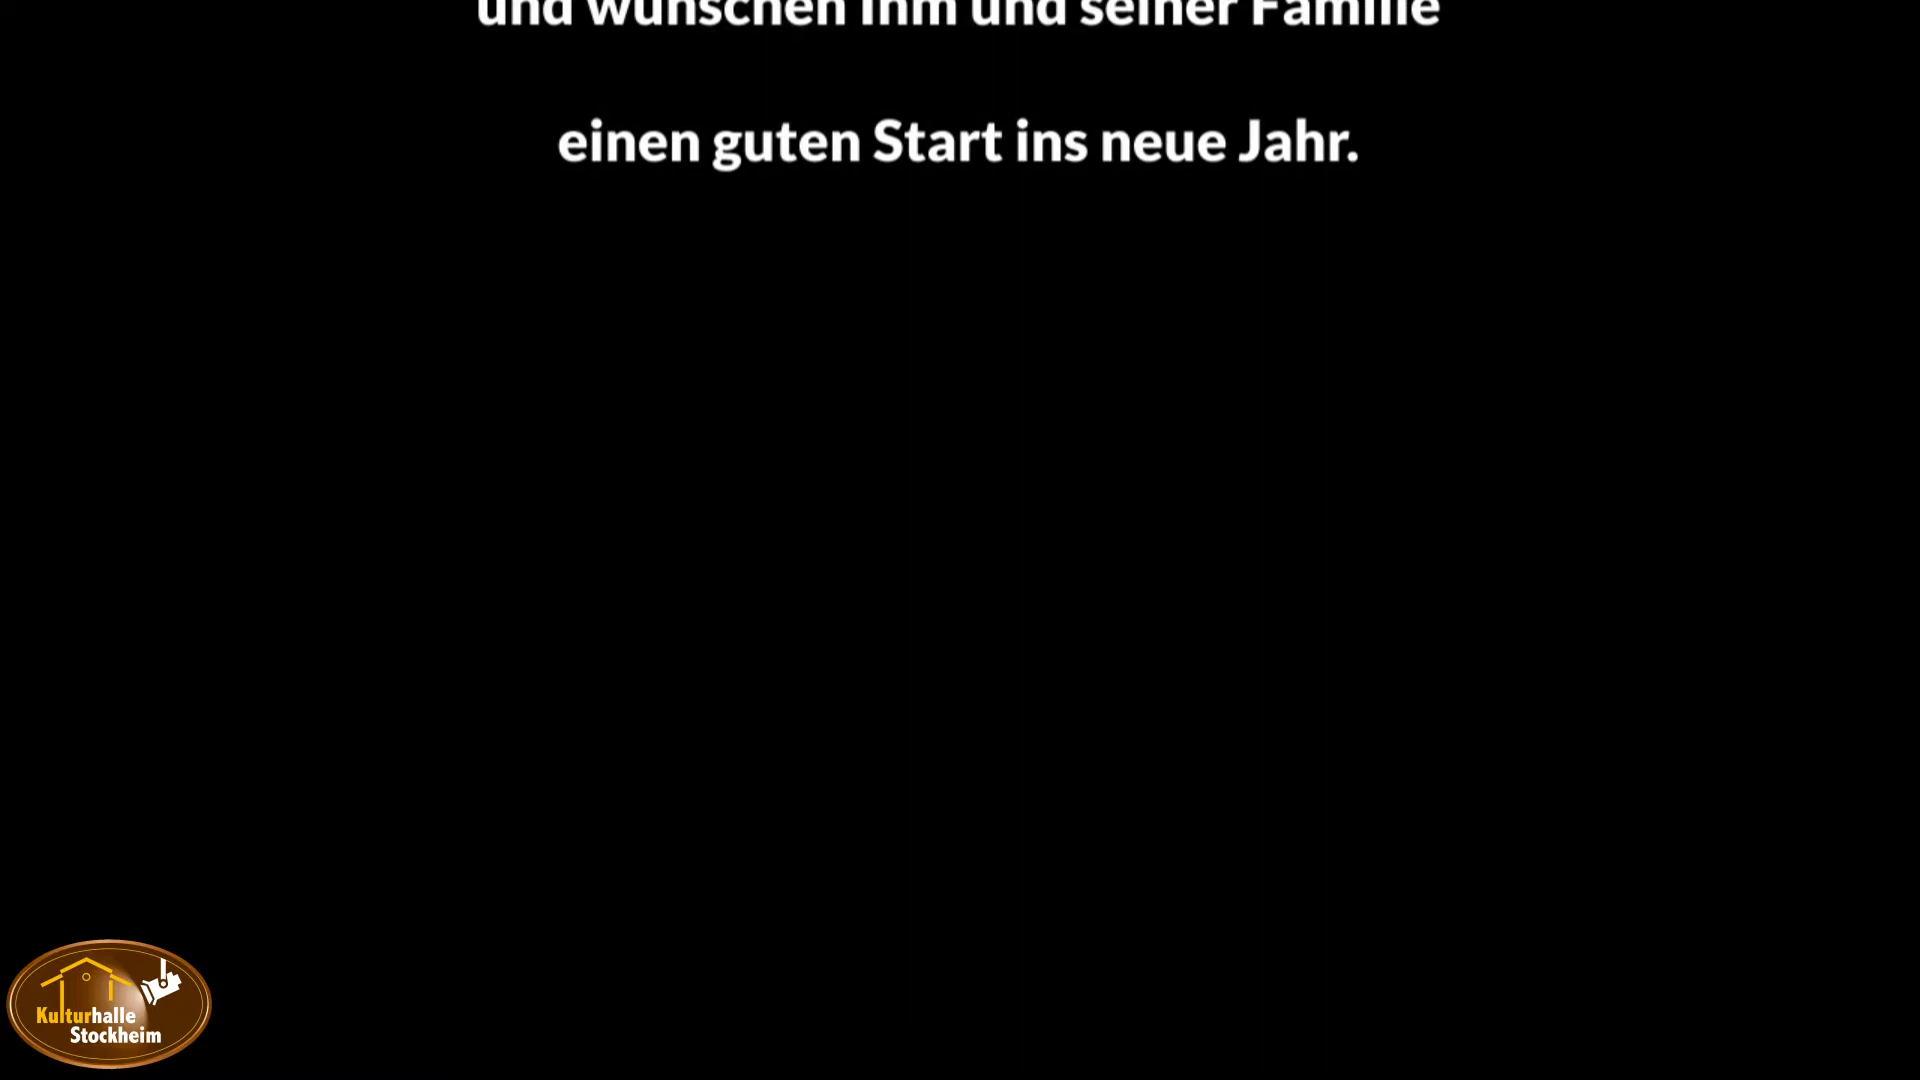 und wünschen ihm und seiner Familie
einen guten Start ins neue Jahr.
Kulturhalle
Stockheim